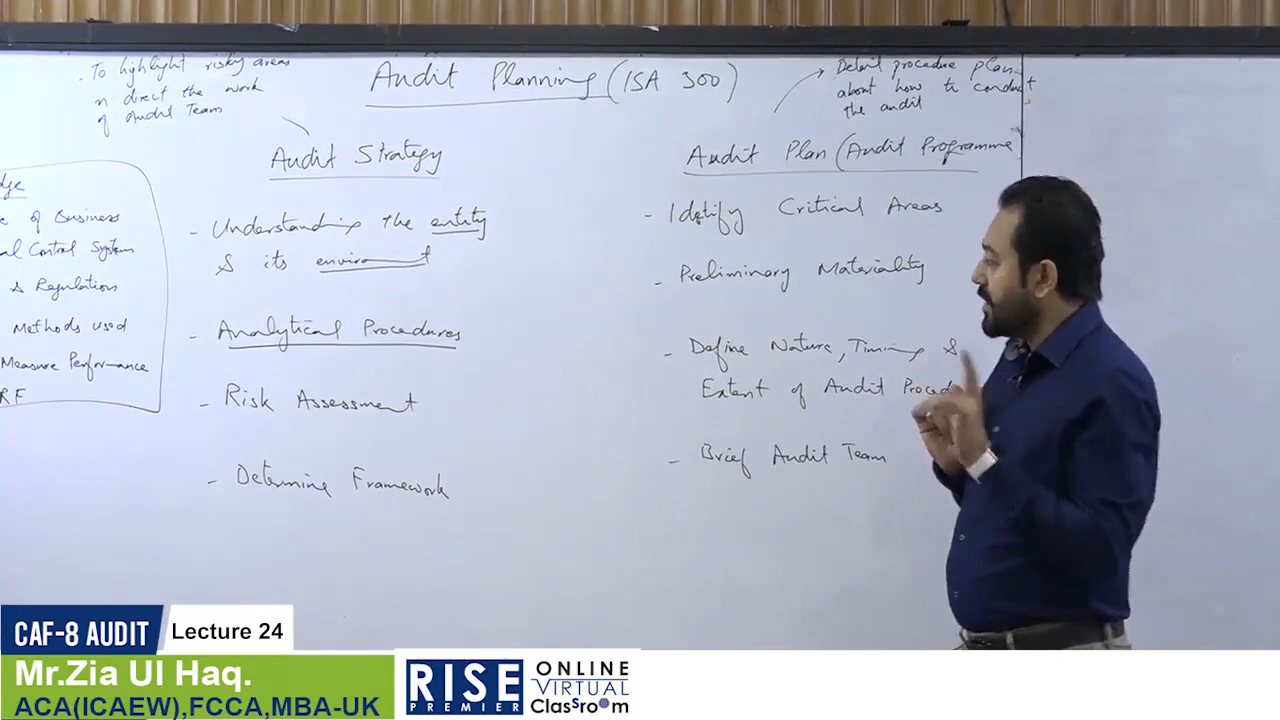 - To highlight risky areas
n direct the work
of Audit Team
Audit Planning (ISA 300)
Detail procedure plan
about how to conduct
the audit
Audit Strategy
Audit Plan (Audit Programme
of Business
Control System
& Regulations
Methods used
Measure Performance
- Understanding the entity
& its
- Analytical Procedures
- Risk Assessment
- Determine Framework
- Identify Critical Areas
- Preliminary Materiality
- Define Nature, Timing &
Extent of Audit
- Brief Audit Team
CAF-8 AUDIT Lecture 24
Mr.Zia Ul Haq.
ACA(ICAEW),FCCA,MBA-UK
RISE
PREMIER
ONLINE
VIRTUAL
Classroom